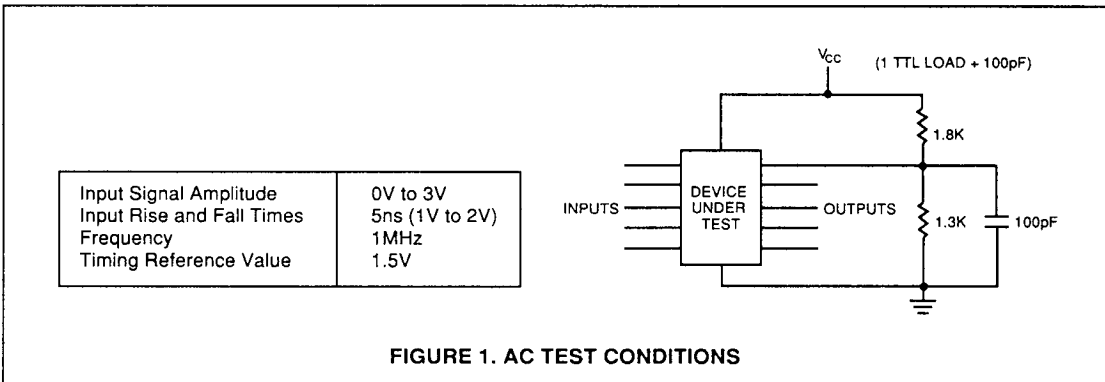 V_CC (1 TTL LOAD + 100pF)
1.8K
Input Signal Amplitude 0V to 3V
Input Rise and Fall Times 5ns (1V to 2V)
Frequency 1MHz
Timing Reference Value 1.5V
INPUTS
DEVICE
UNDER
TEST
OUTPUTS
1.3K
100pF
FIGURE 1. AC TEST CONDITIONS